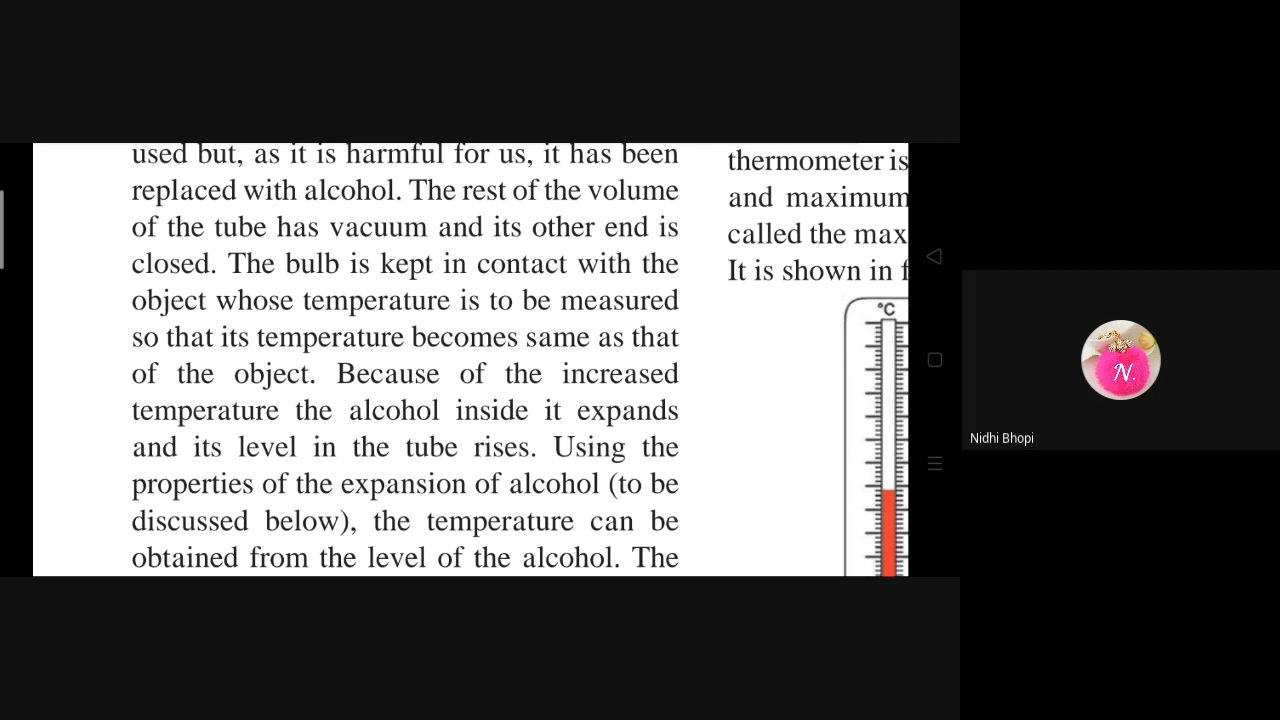 used but, as it is harmful for us, it has been
replaced with alcohol. The rest of the volume
of the tube has vacuum and its other end is
closed. The bulb is kept in contact with the
object whose temperature is to be measured
so that its temperature becomes same as that
of the object. Because of the increased
temperature the alcohol inside it expands
and its level in the tube rises. Using the
properties of the expansion of alcohol (to be
discussed below), the temperature can be
obtained from the level of the alcohol. The
thermometer is
and maximum
called the max
It is shown in f
°C
N.
Nidhi Bhopi